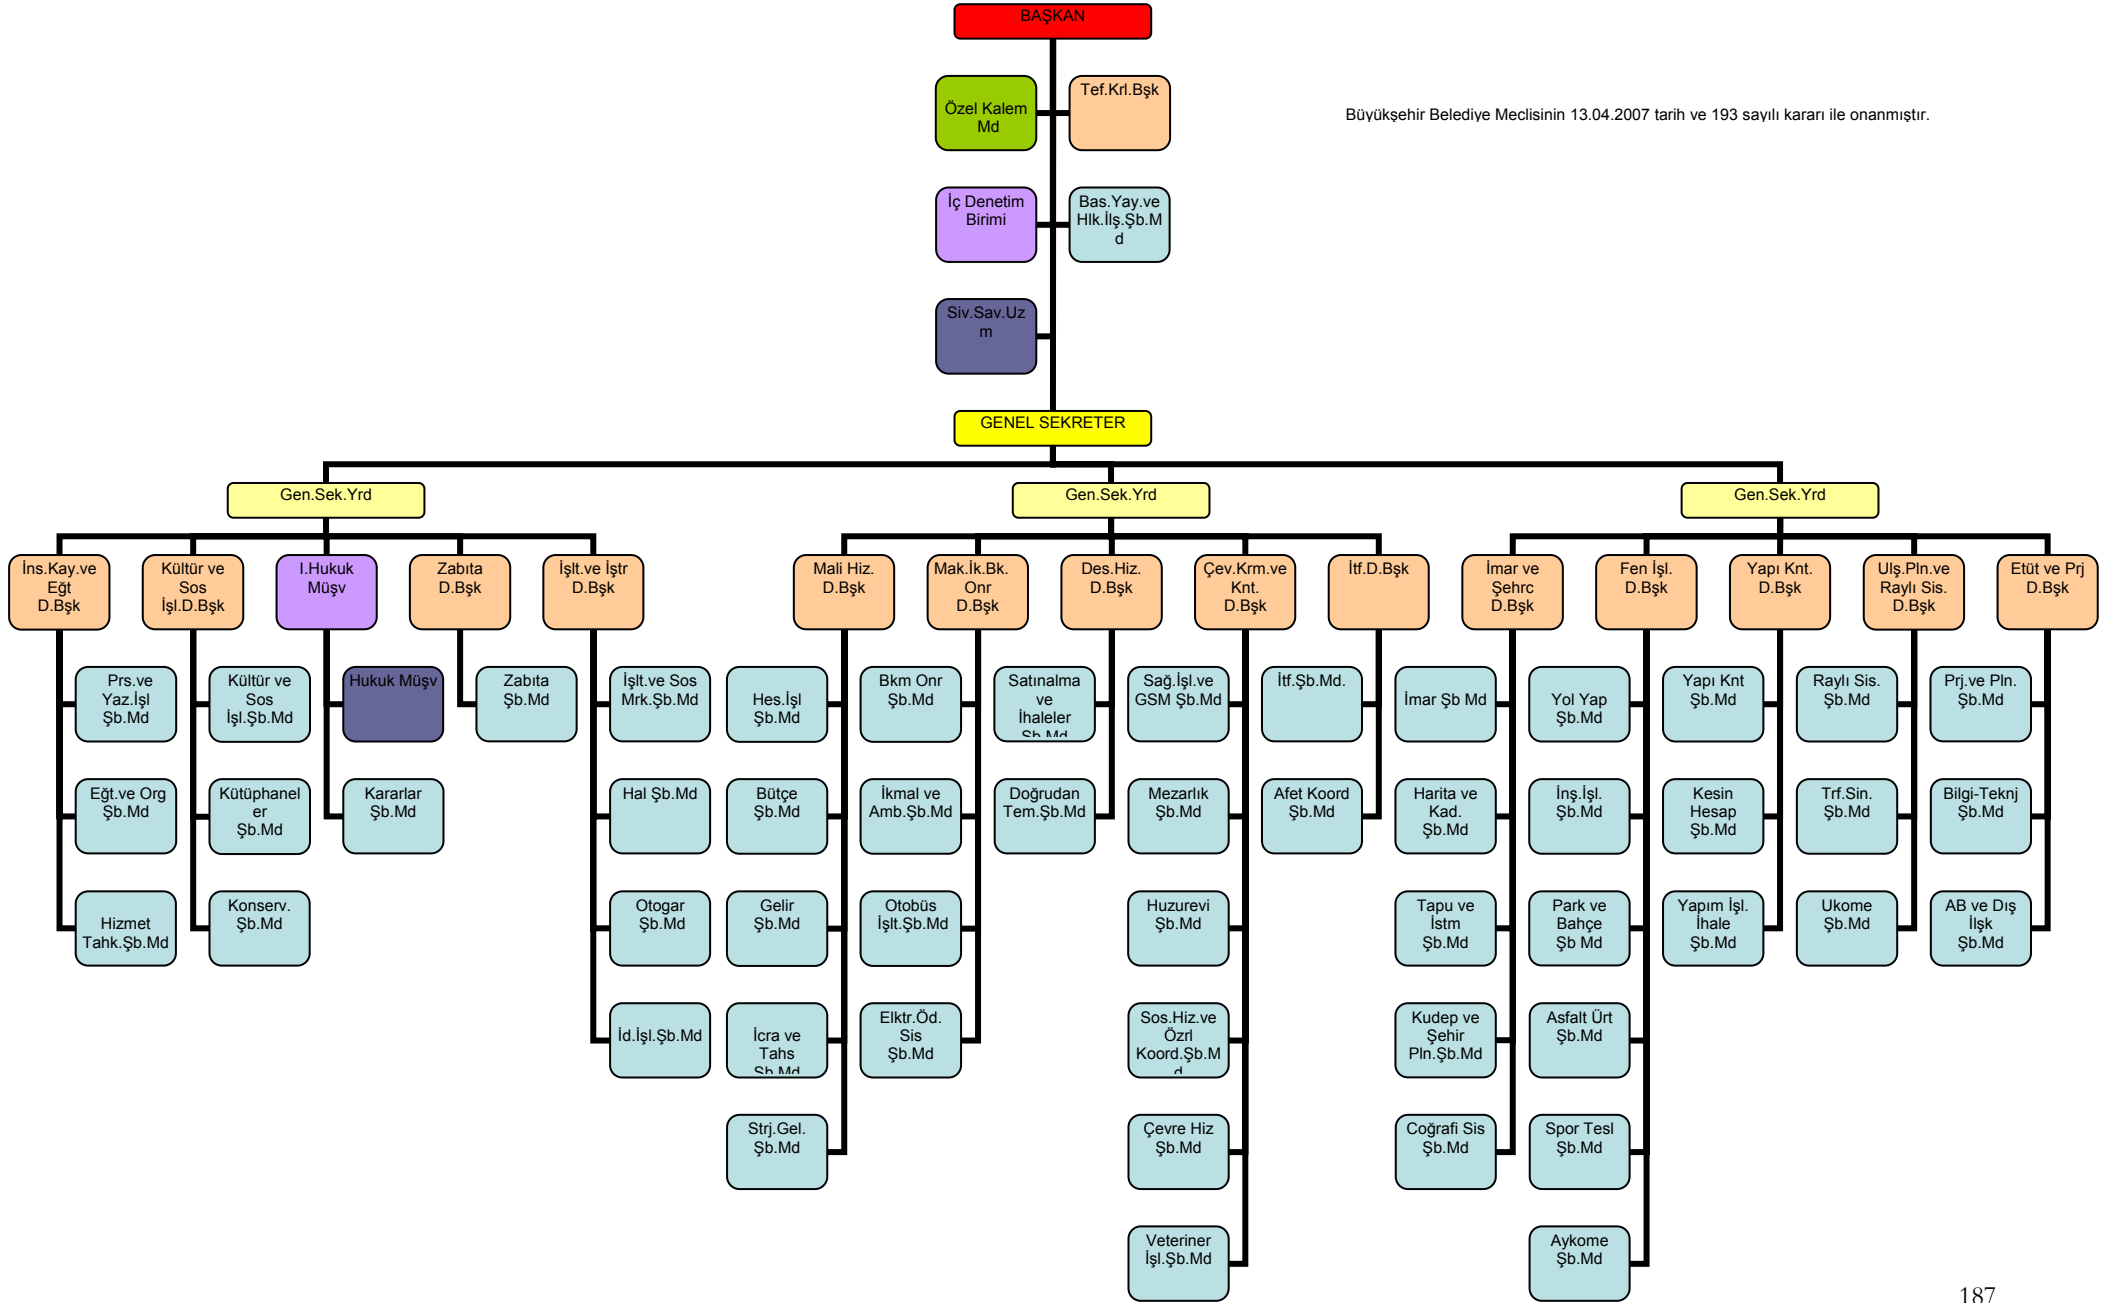 BAŞKAN
Özel Kalem
Md
Tef.Krl.Bşk
Büyükşehir Belediye Meclisinin 13.04.2007 tarih ve 193 sayılı kararı ile onanmıştır.
İç Denetim
Birimi
Bas.Yay.ve
Hlk.İlş.Şb.M
d
Siv.Sav.Uz
m
GENEL SEKRETER
Gen.Sek.Yrd
Gen.Sek.Yrd
Gen.Sek.Yrd
İns.Kay.ve
Eğt
D.Bşk
Kültür ve
Sos
İşl.D.Bşk
I.Hukuk
Müşv
Zabıta
D.Bşk
İşlt.ve İştr
D.Bşk
Mali Hiz.
D.Bşk
Mak.İk.Bk.
Onr
D.Bşk
Des.Hiz.
D.Bşk
Çev.Krm.ve
Knt.
D.Bşk
İtf.D.Bşk
İmar ve
Şehrc
D.Bşk
Fen İşl.
D.Bşk
Yapı Knt.
D.Bşk
Ulş.Pln.ve
Raylı Sis.
D.Bşk
Etüt ve Prj
D.Bşk
Prs.ve
Yaz.İşl
Şb.Md
Kültür ve
Sos
İşl.Şb.Md
Hukuk Müşv
Zabıta
Şb.Md
İşlt.ve Sos
Mrk.Şb.Md
Hes.İşl
Şb.Md
Bkm Onr
Şb.Md
Satınalma
ve
İhaleler
Şb.Md
Sağ.İşl.ve
GSM Şb.Md
İtf.Şb.Md.
İmar Şb Md
Yol Yap
Şb.Md
Yapı Knt
Şb.Md
Raylı Sis.
Şb.Md
Prj.ve Pln.
Şb.Md
Eğt.ve Org
Şb.Md
Kütüphanel
er
Şb.Md
Kararlar
Şb.Md
Hal Şb.Md
Bütçe
Şb.Md
İkmal ve
Amb.Şb.Md
Doğrudan
Tem.Şb.Md
Mezarlık
Şb.Md
Afet Koord
Şb.Md
Harita ve
Kad.
Şb.Md
İnş.İşl.
Şb.Md
Kesin
Hesap
Şb.Md
Trf.Sin.
Şb.Md
Bilgi-Teknj
Şb.Md
Hizmet
Tahk.Şb.Md
Konserv.
Şb.Md
Otogar
Şb.Md
Gelir
Şb.Md
Otobüs
İşlt.Şb.Md
Huzurevi
Şb.Md
Tapu ve
İstm
Şb.Md
Park ve
Bahçe
Şb Md
Yapım İşl.
İhale
Şb.Md
Ukome
Şb.Md
AB ve Dış
İlşk
Şb.Md
İd.İşl.Şb.Md
İcra ve
Tahs
Şb.Md
Elktr.Öd.
Sis
Şb.Md
Sos.Hiz.ve
Özrl
Koord.Şb.M
d
Kudep ve
Şehir
Pln.Şb.Md
Asfalt Ürt
Şb.Md
Strj.Gel.
Şb.Md
Çevre Hiz
Şb.Md
Coğrafi Sis
Şb.Md
Spor Tesl
Şb.Md
Veteriner
İşl.Şb.Md
Aykome
Şb.Md
187